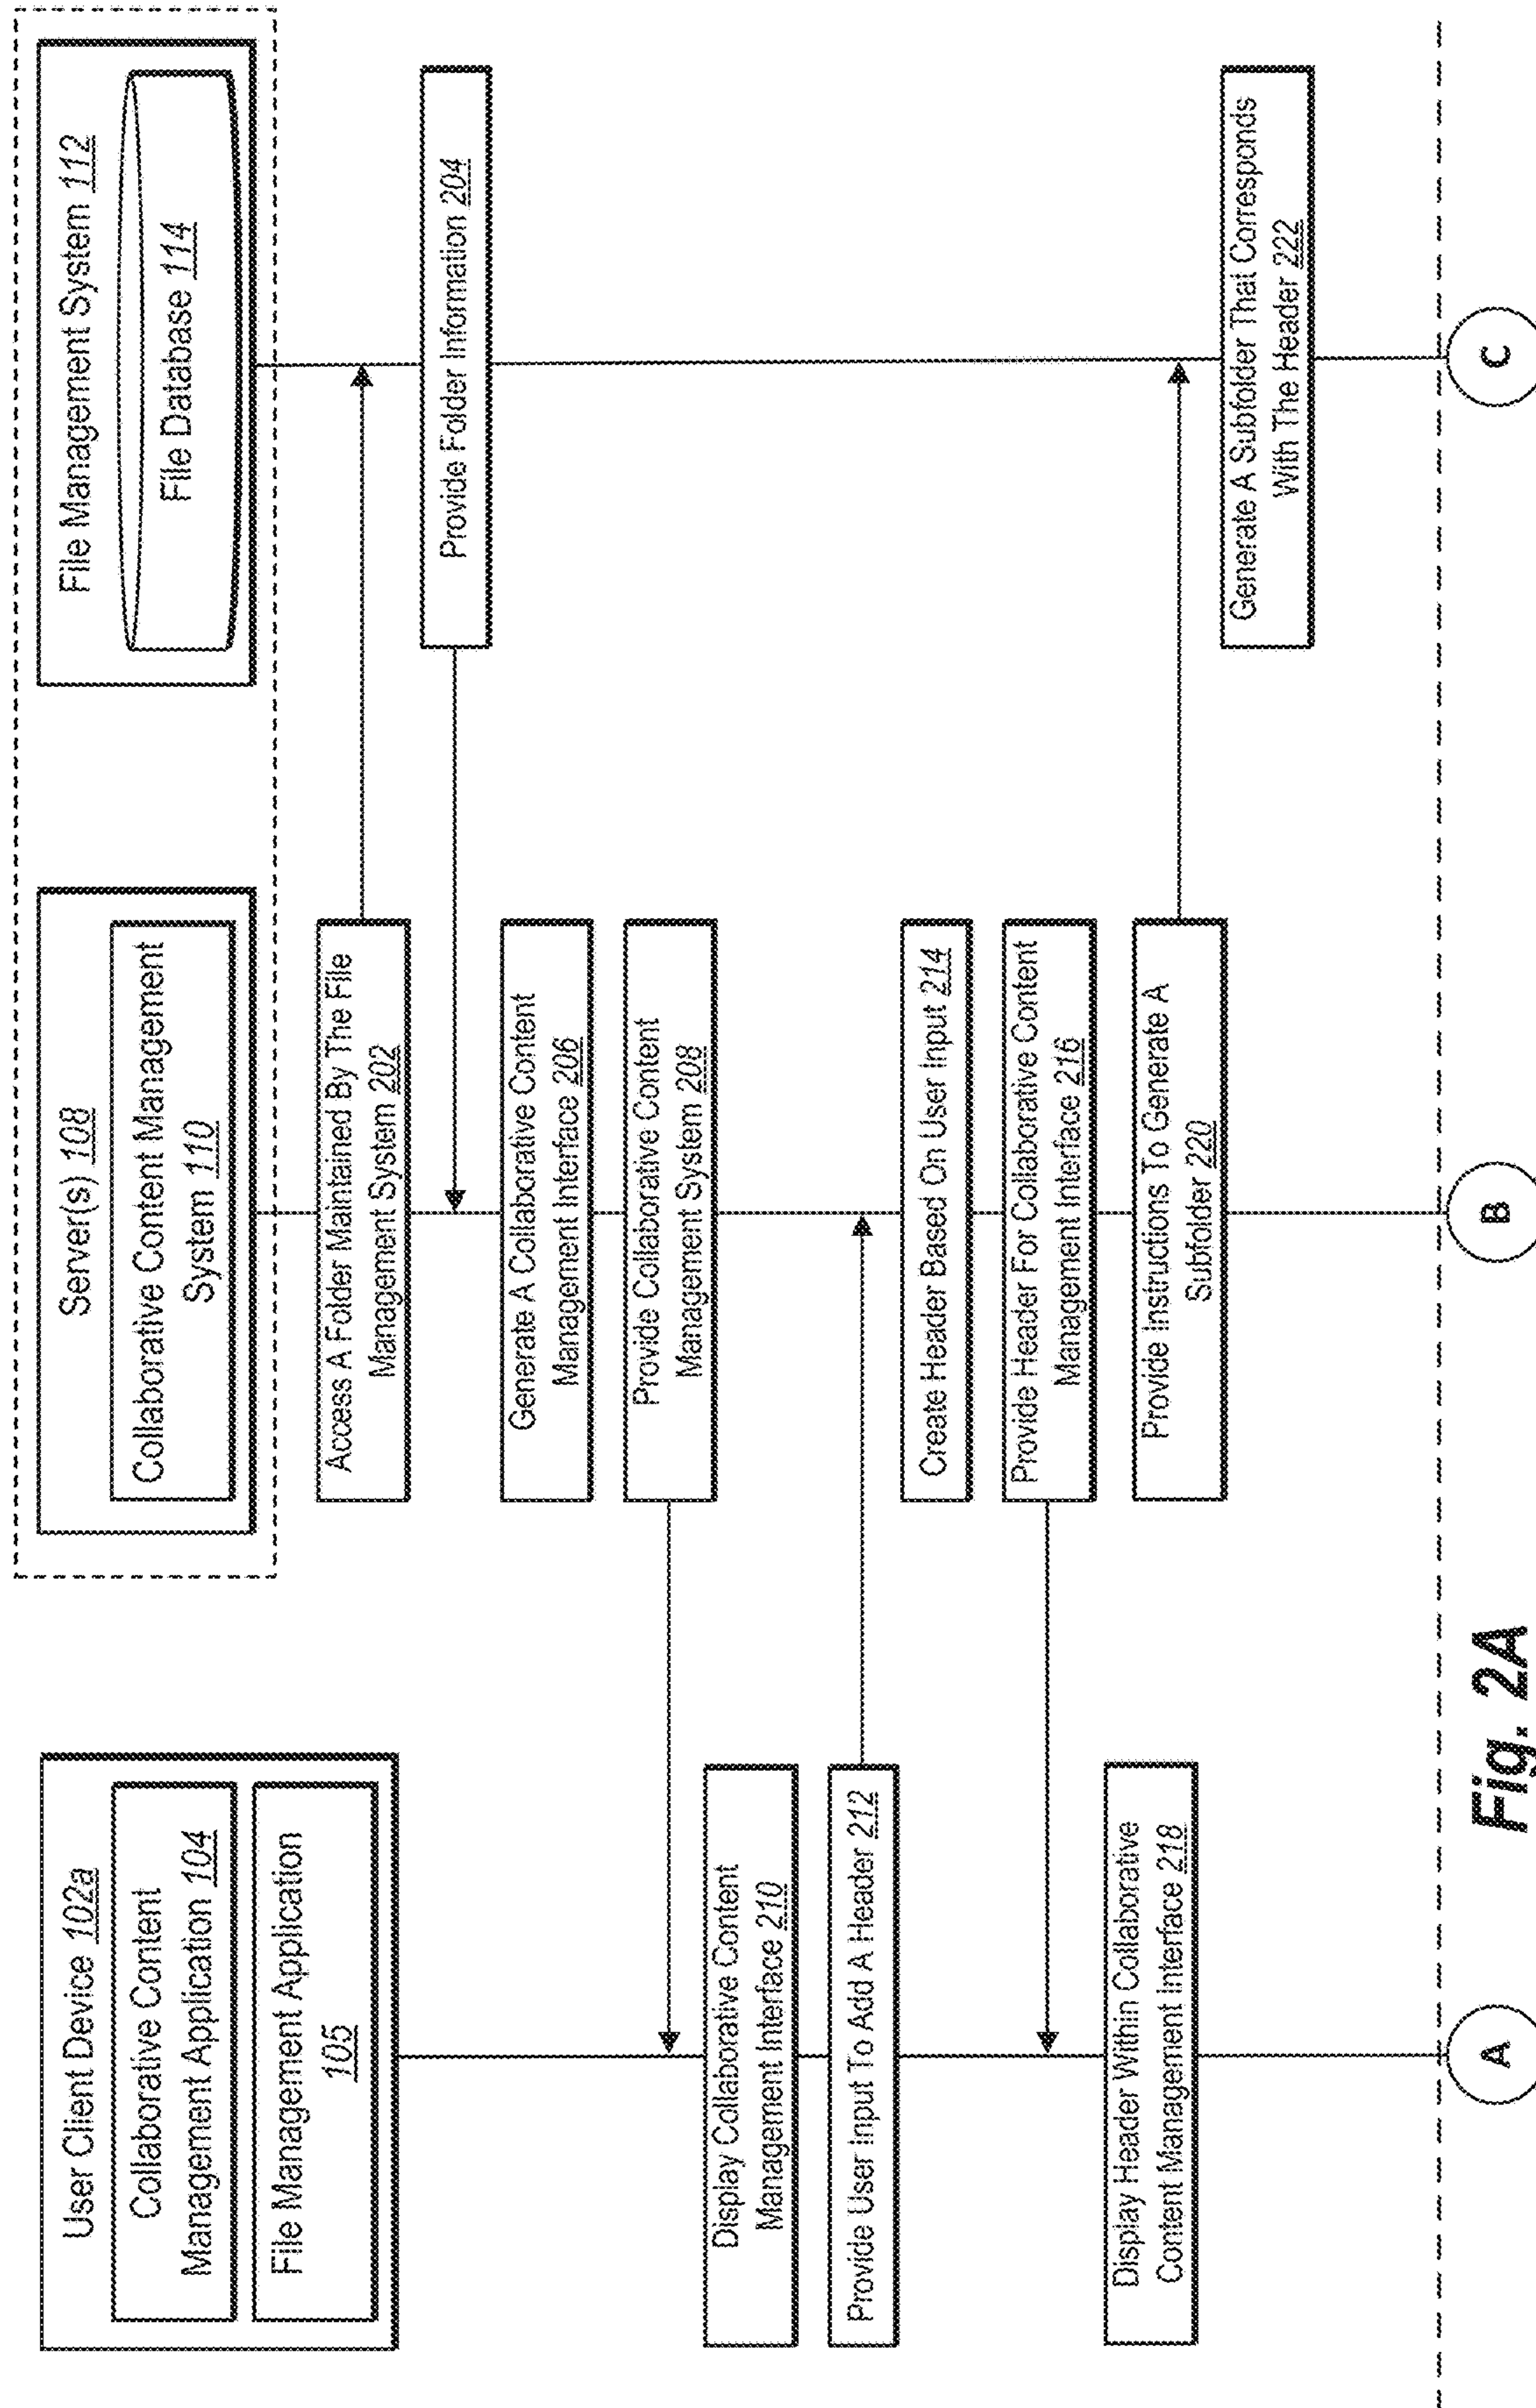 User Client Device 102a
Collaborative Content
Management Application 104
File Management Application
105
Server(s) 108
Collaborative Content Management
System 110
File Management System 112
File Database 114
Access A Folder Maintained By The File
Management System 202
Provide Folder Information 204
Generate A Collaborative Content
Management Interface 206
Provide Collaborative Content
Management System 208
Display Collaborative Content
Management Interface 210
Provide User Input To Add A Header 212
Create Header Based On User Input 214
Provide Header For Collaborative Content
Management Interface 216
Display Header Within Collaborative
Content Management Interface 218
Provide Instructions To Generate A
Subfolder 220
Generate A Subfolder That Corresponds
With The Header 222
A
B
C
Fig. 2A